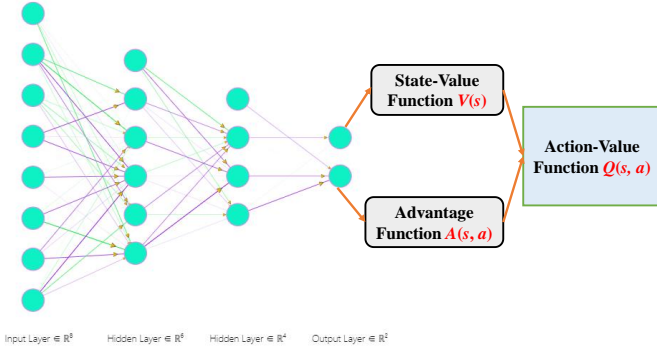 State-Value
Function V(s)
Action-Value
Function Q(s, a)
Advantage
Function A(s, a)
Input Layer ∈ ℝ⁸ Hidden Layer ∈ ℝ⁶ Hidden Layer ∈ ℝ⁴ Output Layer ∈ ℝ²